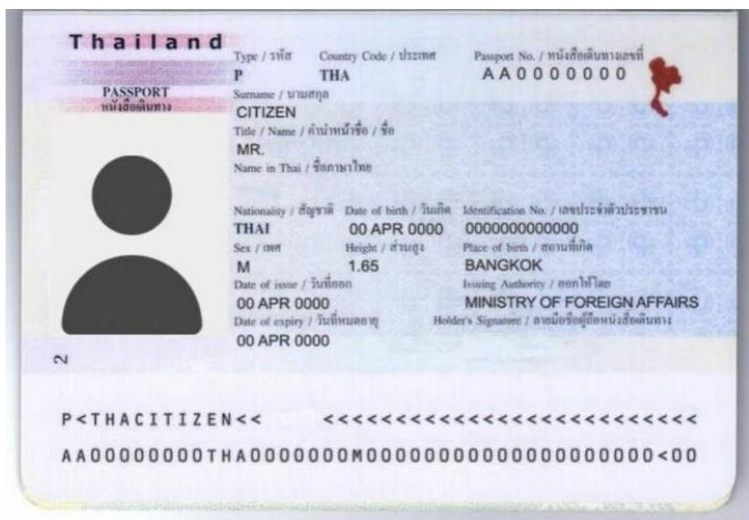 Thailand
PASSPORT
หนังสือเดินทาง
Type / รหัส Country Code / ประเทศ Passport No. / หนังสือเดินทางเลขที่
P THA AA0000000
Surname / นามสกุล
CITIZEN
Title / Name / คำนำหน้าชื่อ / ชื่อ
MR.
Name in Thai / ชื่อภาษาไทย
Nationality / สัญชาติ Date of birth / วันเกิด Identification No. / เลขประจำตัวประชาชน
THAI 00 APR 0000 0000000000000
Sex / เพศ Height / ส่วนสูง Place of birth / สถานที่เกิด
M 1.65 BANGKOK
Date of issue / วันที่ออก Issuing Authority / ออกให้โดย
00 APR 0000 MINISTRY OF FOREIGN AFFAIRS
Date of expiry / วันที่หมดอายุ Holder's Signature / ลายมือชื่อผู้ถือหนังสือเดินทาง
00 APR 0000
2
P<THACITIZEN<< <<<<<<<<<<<<<<<<<<<<<<<<<<
AA00000000THA0000000M000000000000000000000<00